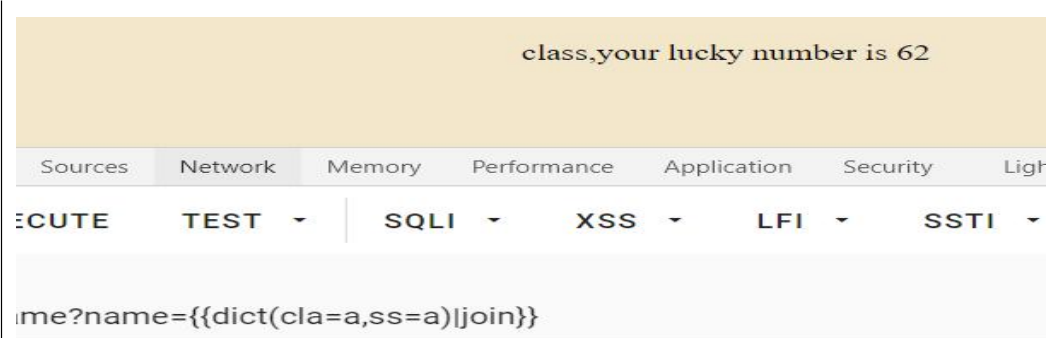 class,your lucky number is 62
Sources Network Memory Performance Application Security Ligh
ECUTE TEST SQLI XSS LFI SSTI
me?name={{dict(cla=a,ss=a)|join}}